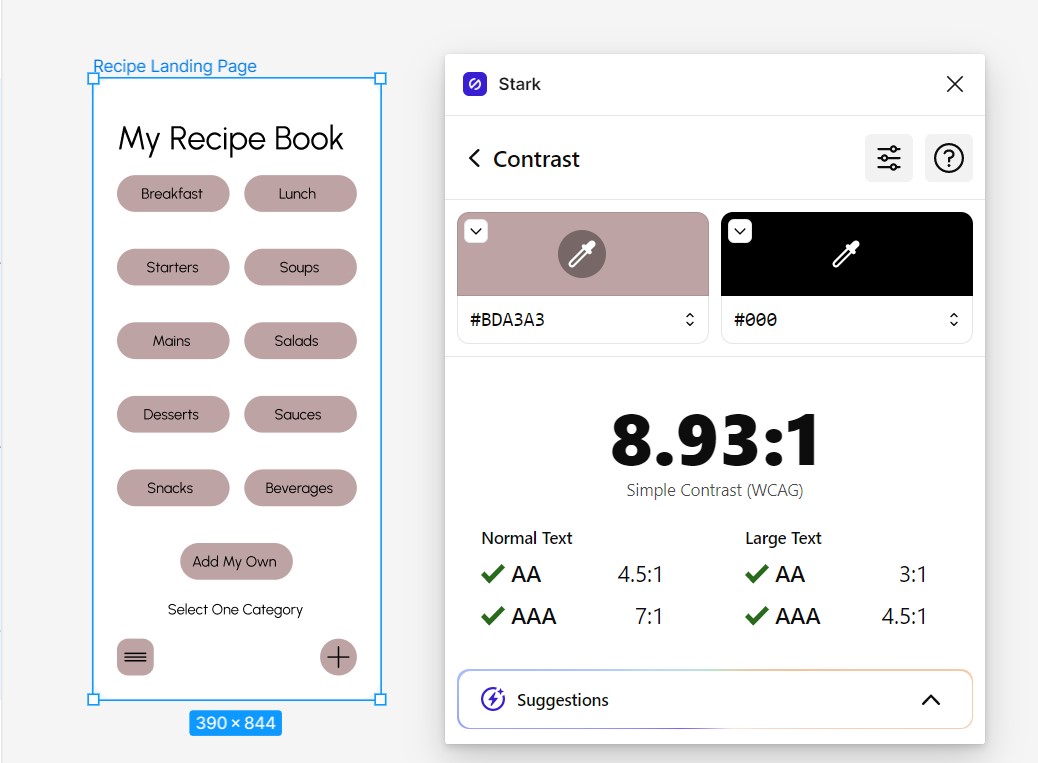 Recipe Landing Page
My Recipe Book
Breakfast
Lunch
Starters
Soups
Mains
Salads
Desserts
Sauces
Snacks
Beverages
Add My Own
Select One Category
390 × 844
Stark
Contrast
#BDA3A3
#000
8.93:1
Simple Contrast (WCAG)
Normal Text
AA 4.5:1
AAA 7:1
Large Text
AA 3:1
AAA 4.5:1
Suggestions